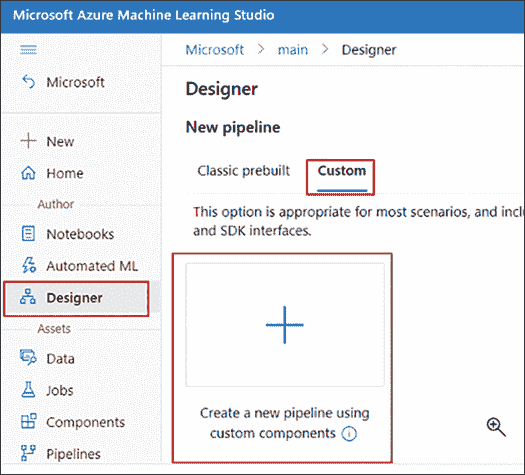 Microsoft Azure Machine Learning Studio
Microsoft > main > Designer
Microsoft
New
Home
Author
Notebooks
Automated ML
Designer
Assets
Data
Jobs
Components
Pipelines
Designer
New pipeline
Classic prebuilt Custom
This option is appropriate for most scenarios, and inclu
and SDK interfaces.
Create a new pipeline using
custom components